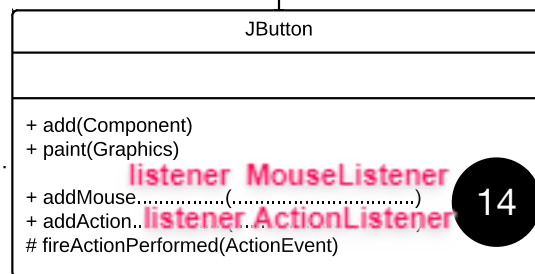 JButton
+ add(Component)
+ paint(Graphics)
listener MouseListener
+ addMouse................(..................................)
+ addAction..listener(..ActionListener)
14
# fireActionPerformed(ActionEvent)